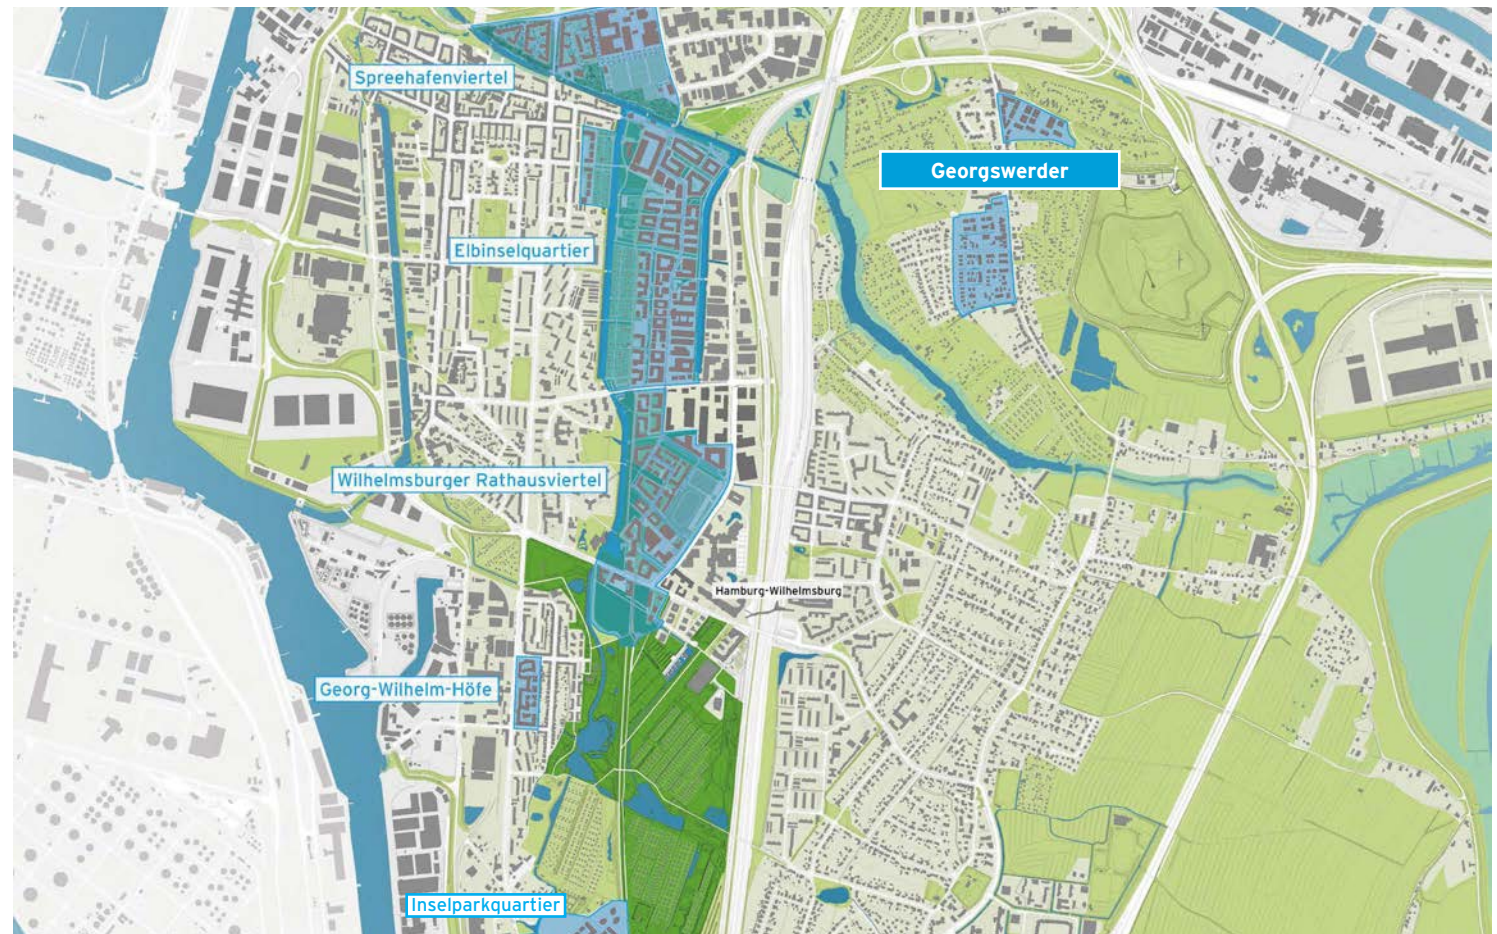 Spreehafenviertel
Georgswerder
Elbinselquartier
Wilhelmsburger Rathausviertel
Hamburg-Wilhelmsburg
Georg-Wilhelm-Höfe
Inselparkquartier